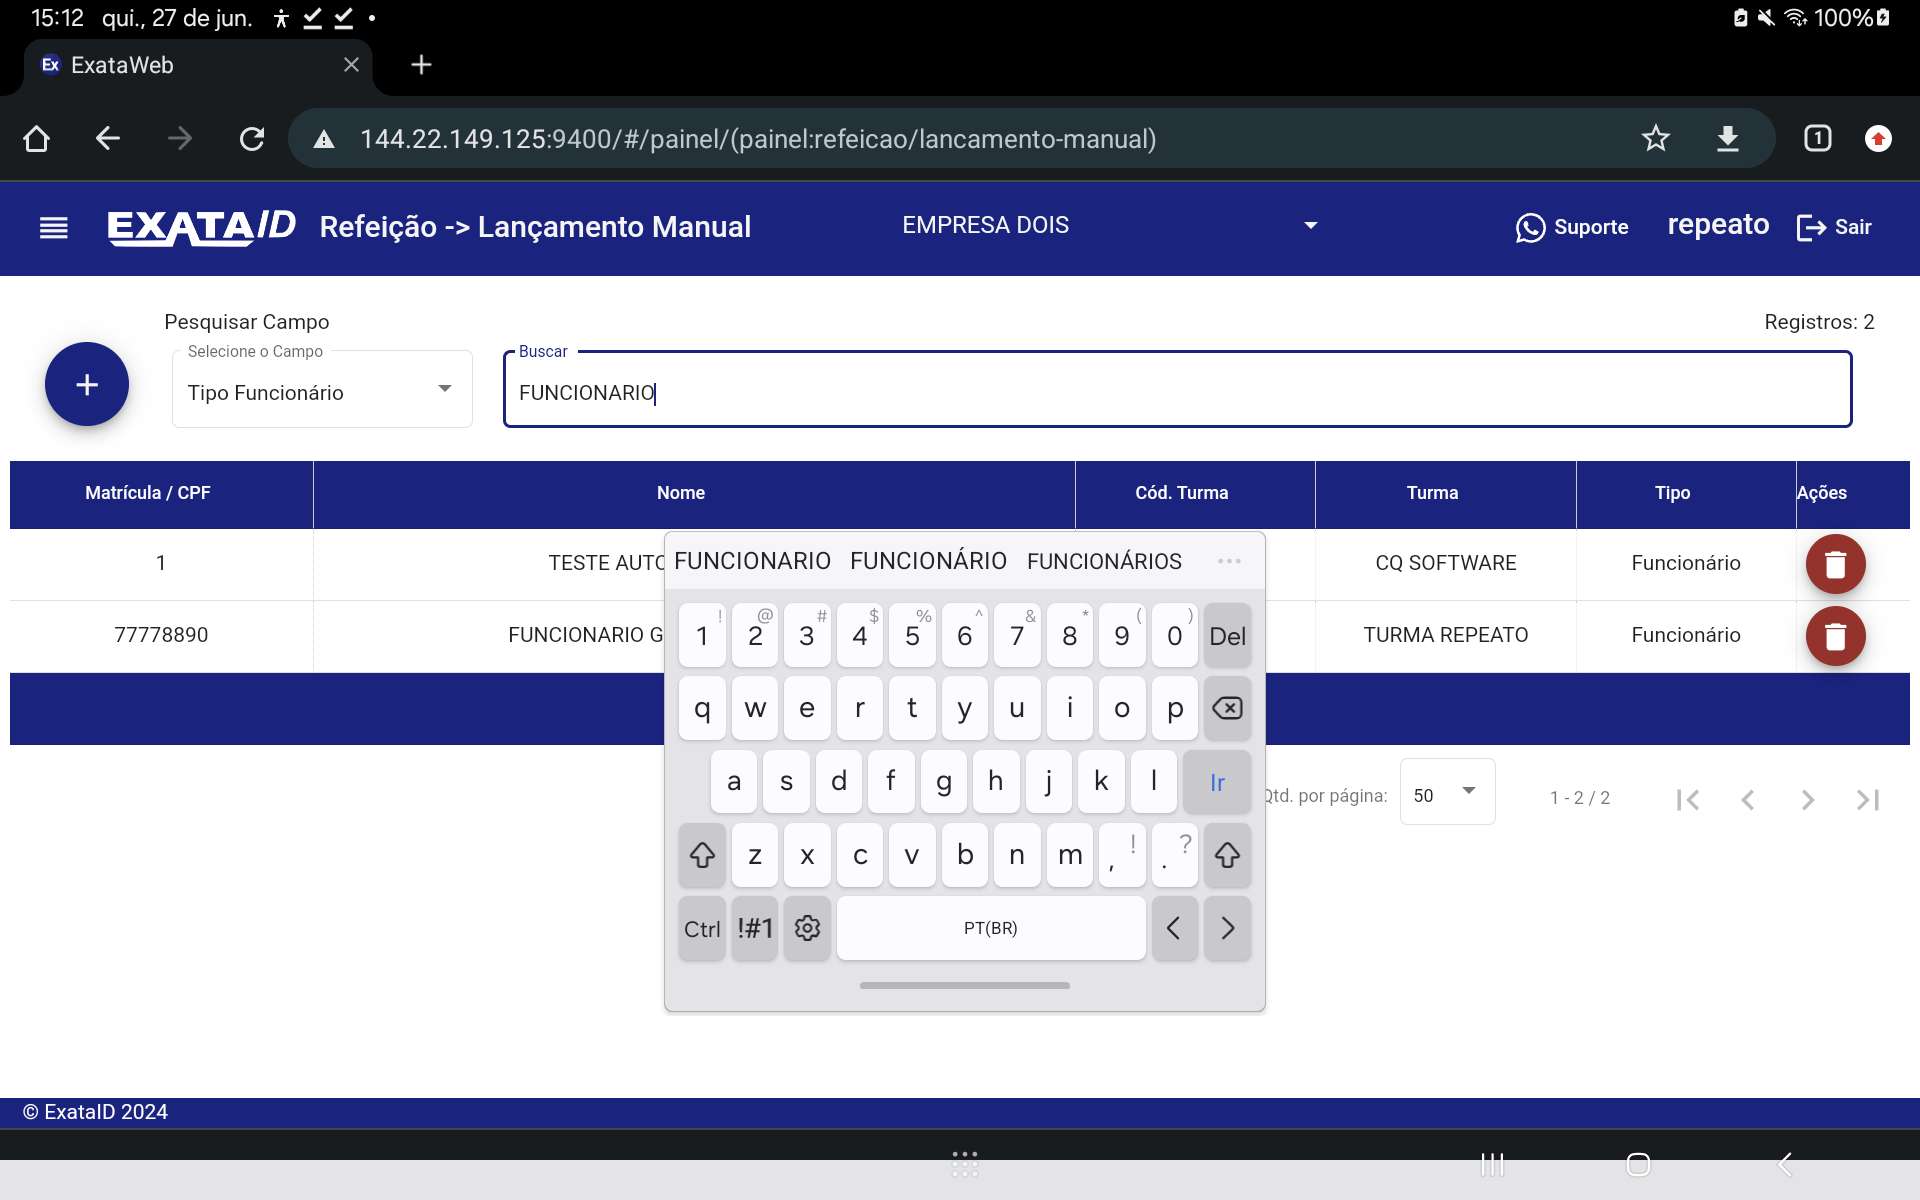 15:12 qui., 27 de jun. 100%
Ex ExataWeb
144.22.149.125:9400/#/painel/(painel:refeicao/lancamento-manual) 1
EXATAID Refeição -> Lançamento Manual EMPRESA DOIS Suporte repeato Sair
Pesquisar Campo Registros: 2
Selecione o Campo Buscar
Tipo Funcionário FUNCIONARIO
Matrícula / CPF Nome Cód. Turma Turma Tipo Ações
1 TESTE AUTO CQ SOFTWARE Funcionário
77778890 FUNCIONARIO G TURMA REPEATO Funcionário
FUNCIONARIO FUNCIONÁRIO FUNCIONÁRIOS ...
! @ # $ % ^ & * ( )
1 2 3 4 5 6 7 8 9 0 Del
q w e r t y u i o p
a s d f g h j k l Ir
z x c v b n m , ! . ?
Ctrl !#1 PT(BR) < >
Qtd. por página: 50 1 - 2 / 2
© ExataID 2024